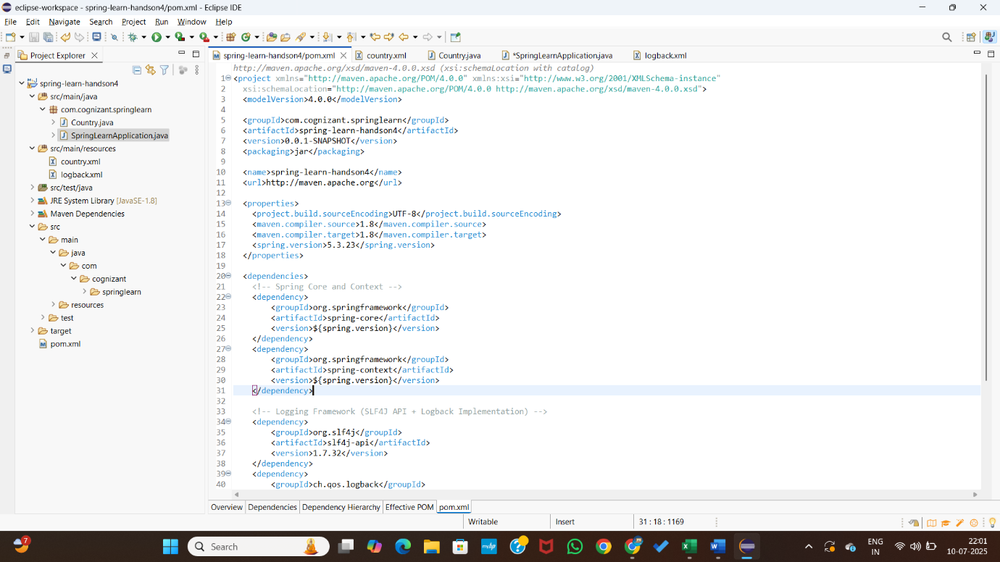 eclipse-workspace - spring-learn-handson4/pom.xml - Eclipse IDE
File Edit Navigate Search Project Run Window Help
Project Explorer
spring-learn-handson4
src/main/java
com.cognizant.springlearn
Country.java
SpringLearnApplication.java
src/main/resources
country.xml
logback.xml
src/test/java
JRE System Library [JavaSE-1.8]
Maven Dependencies
src
main
java
com
cognizant
springlearn
resources
test
target
pom.xml
spring-learn-handson4/pom.xml country.xml Country.java *SpringLearnApplication.java logback.xml
http://maven.apache.org/xsd/maven-4.0.0.xsd (xsi:schemaLocation with catalog)
1 <project xmlns="http://maven.apache.org/POM/4.0.0" xmlns:xsi="http://www.w3.org/2001/XMLSchema-instance"
2 xsi:schemaLocation="http://maven.apache.org/POM/4.0.0 http://maven.apache.org/xsd/maven-4.0.0.xsd">
3 <modelVersion>4.0.0</modelVersion>
4
5 <groupId>com.cognizant.springlearn</groupId>
6 <artifactId>spring-learn-handson4</artifactId>
7 <version>0.0.1-SNAPSHOT</version>
8 <packaging>jar</packaging>
9
10 <name>spring-learn-handson4</name>
11 <url>http://maven.apache.org</url>
12
13 <properties>
14 <project.build.sourceEncoding>UTF-8</project.build.sourceEncoding>
15 <maven.compiler.source>1.8</maven.compiler.source>
16 <maven.compiler.target>1.8</maven.compiler.target>
17 <spring.version>5.3.23</spring.version>
18 </properties>
19
20 <dependencies>
21 <!-- Spring Core and Context -->
22 <dependency>
23 <groupId>org.springframework</groupId>
24 <artifactId>spring-core</artifactId>
25 <version>${spring.version}</version>
26 </dependency>
27 <dependency>
28 <groupId>org.springframework</groupId>
29 <artifactId>spring-context</artifactId>
30 <version>${spring.version}</version>
31 </dependency>
32
33 <!-- Logging Framework (SLF4J API + Logback Implementation) -->
34 <dependency>
35 <groupId>org.slf4j</groupId>
36 <artifactId>slf4j-api</artifactId>
37 <version>1.7.32</version>
38 </dependency>
39 <dependency>
40 <groupId>ch.qos.logback</groupId>
Overview Dependencies Dependency Hierarchy Effective POM pom.xml
Writable Insert 31 : 18 : 1169
7
Search
myhp
ENG
IN
22:01
10-07-2025